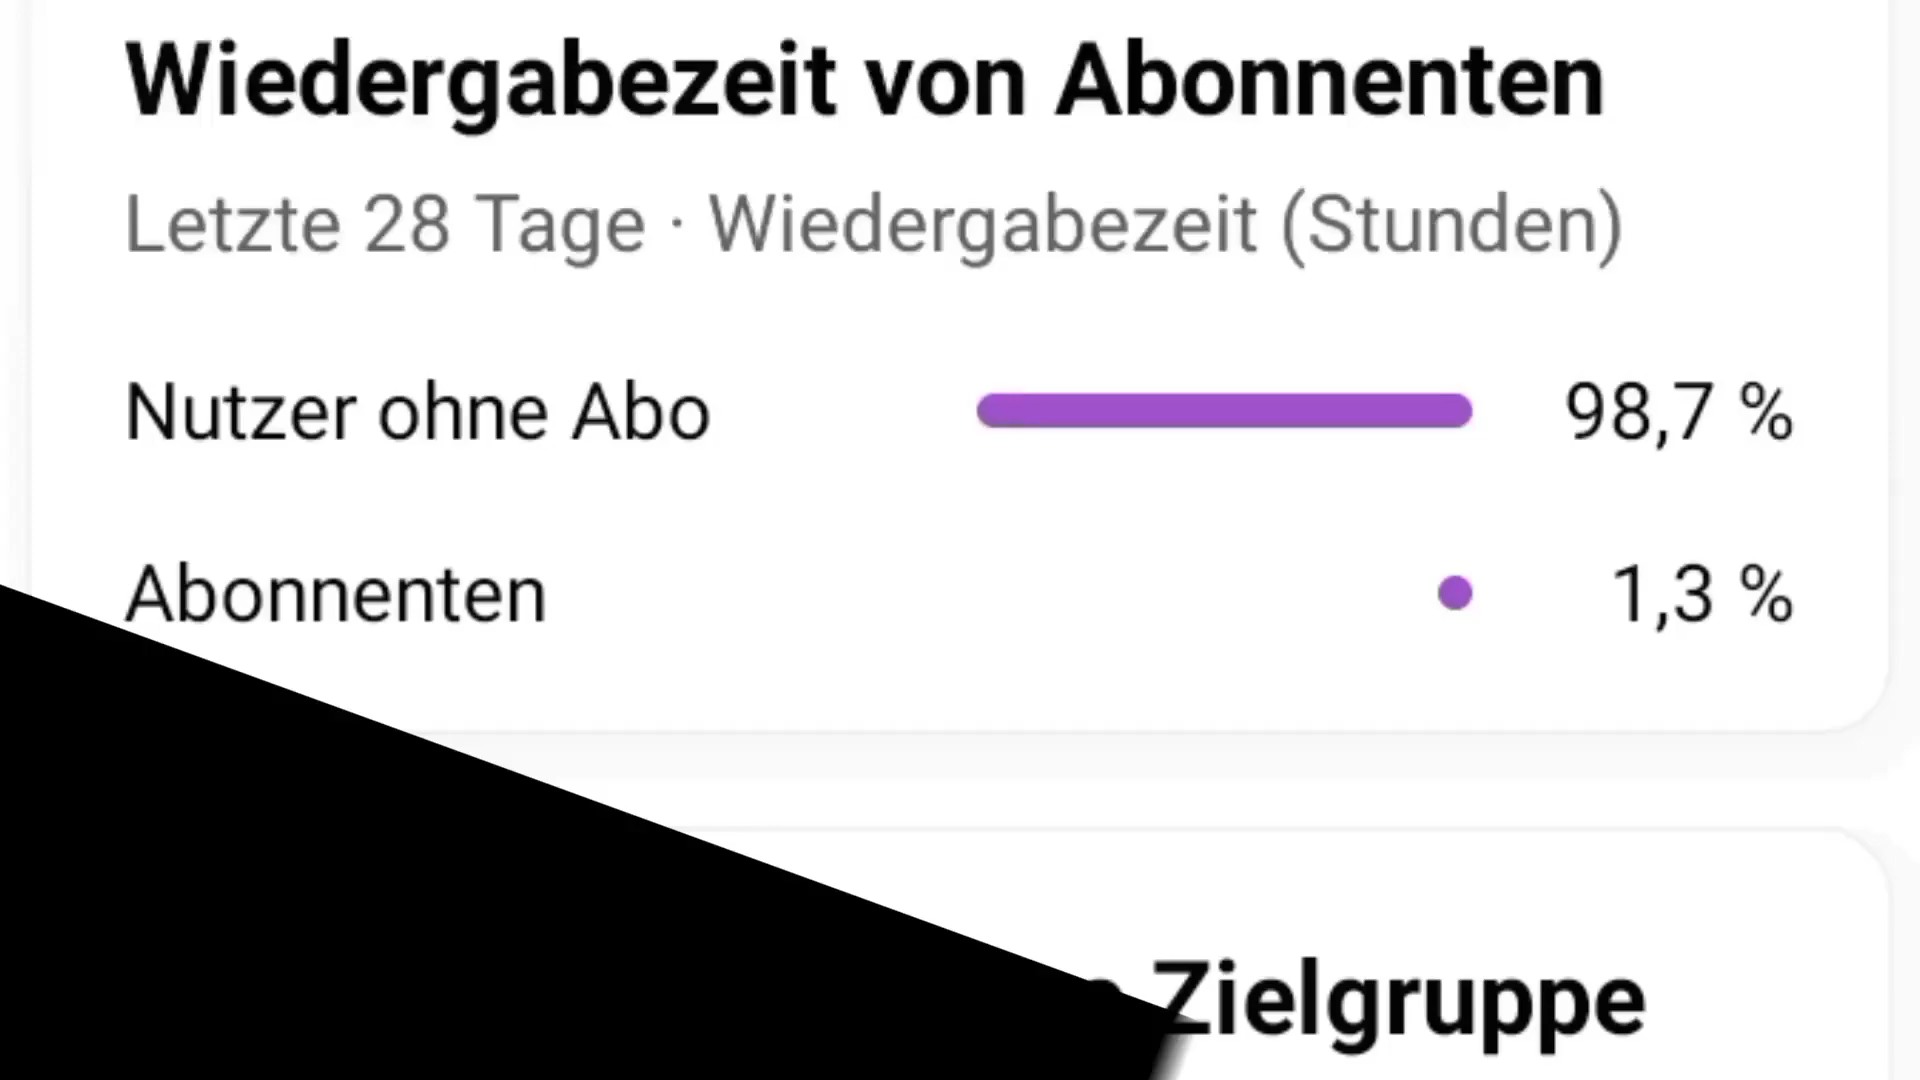 Wiedergabezeit von Abonnenten
Letzte 28 Tage · Wiedergabezeit (Stunden)
Nutzer ohne Abo 98,7 %
Abonnenten 1,3 %
Zielgruppe